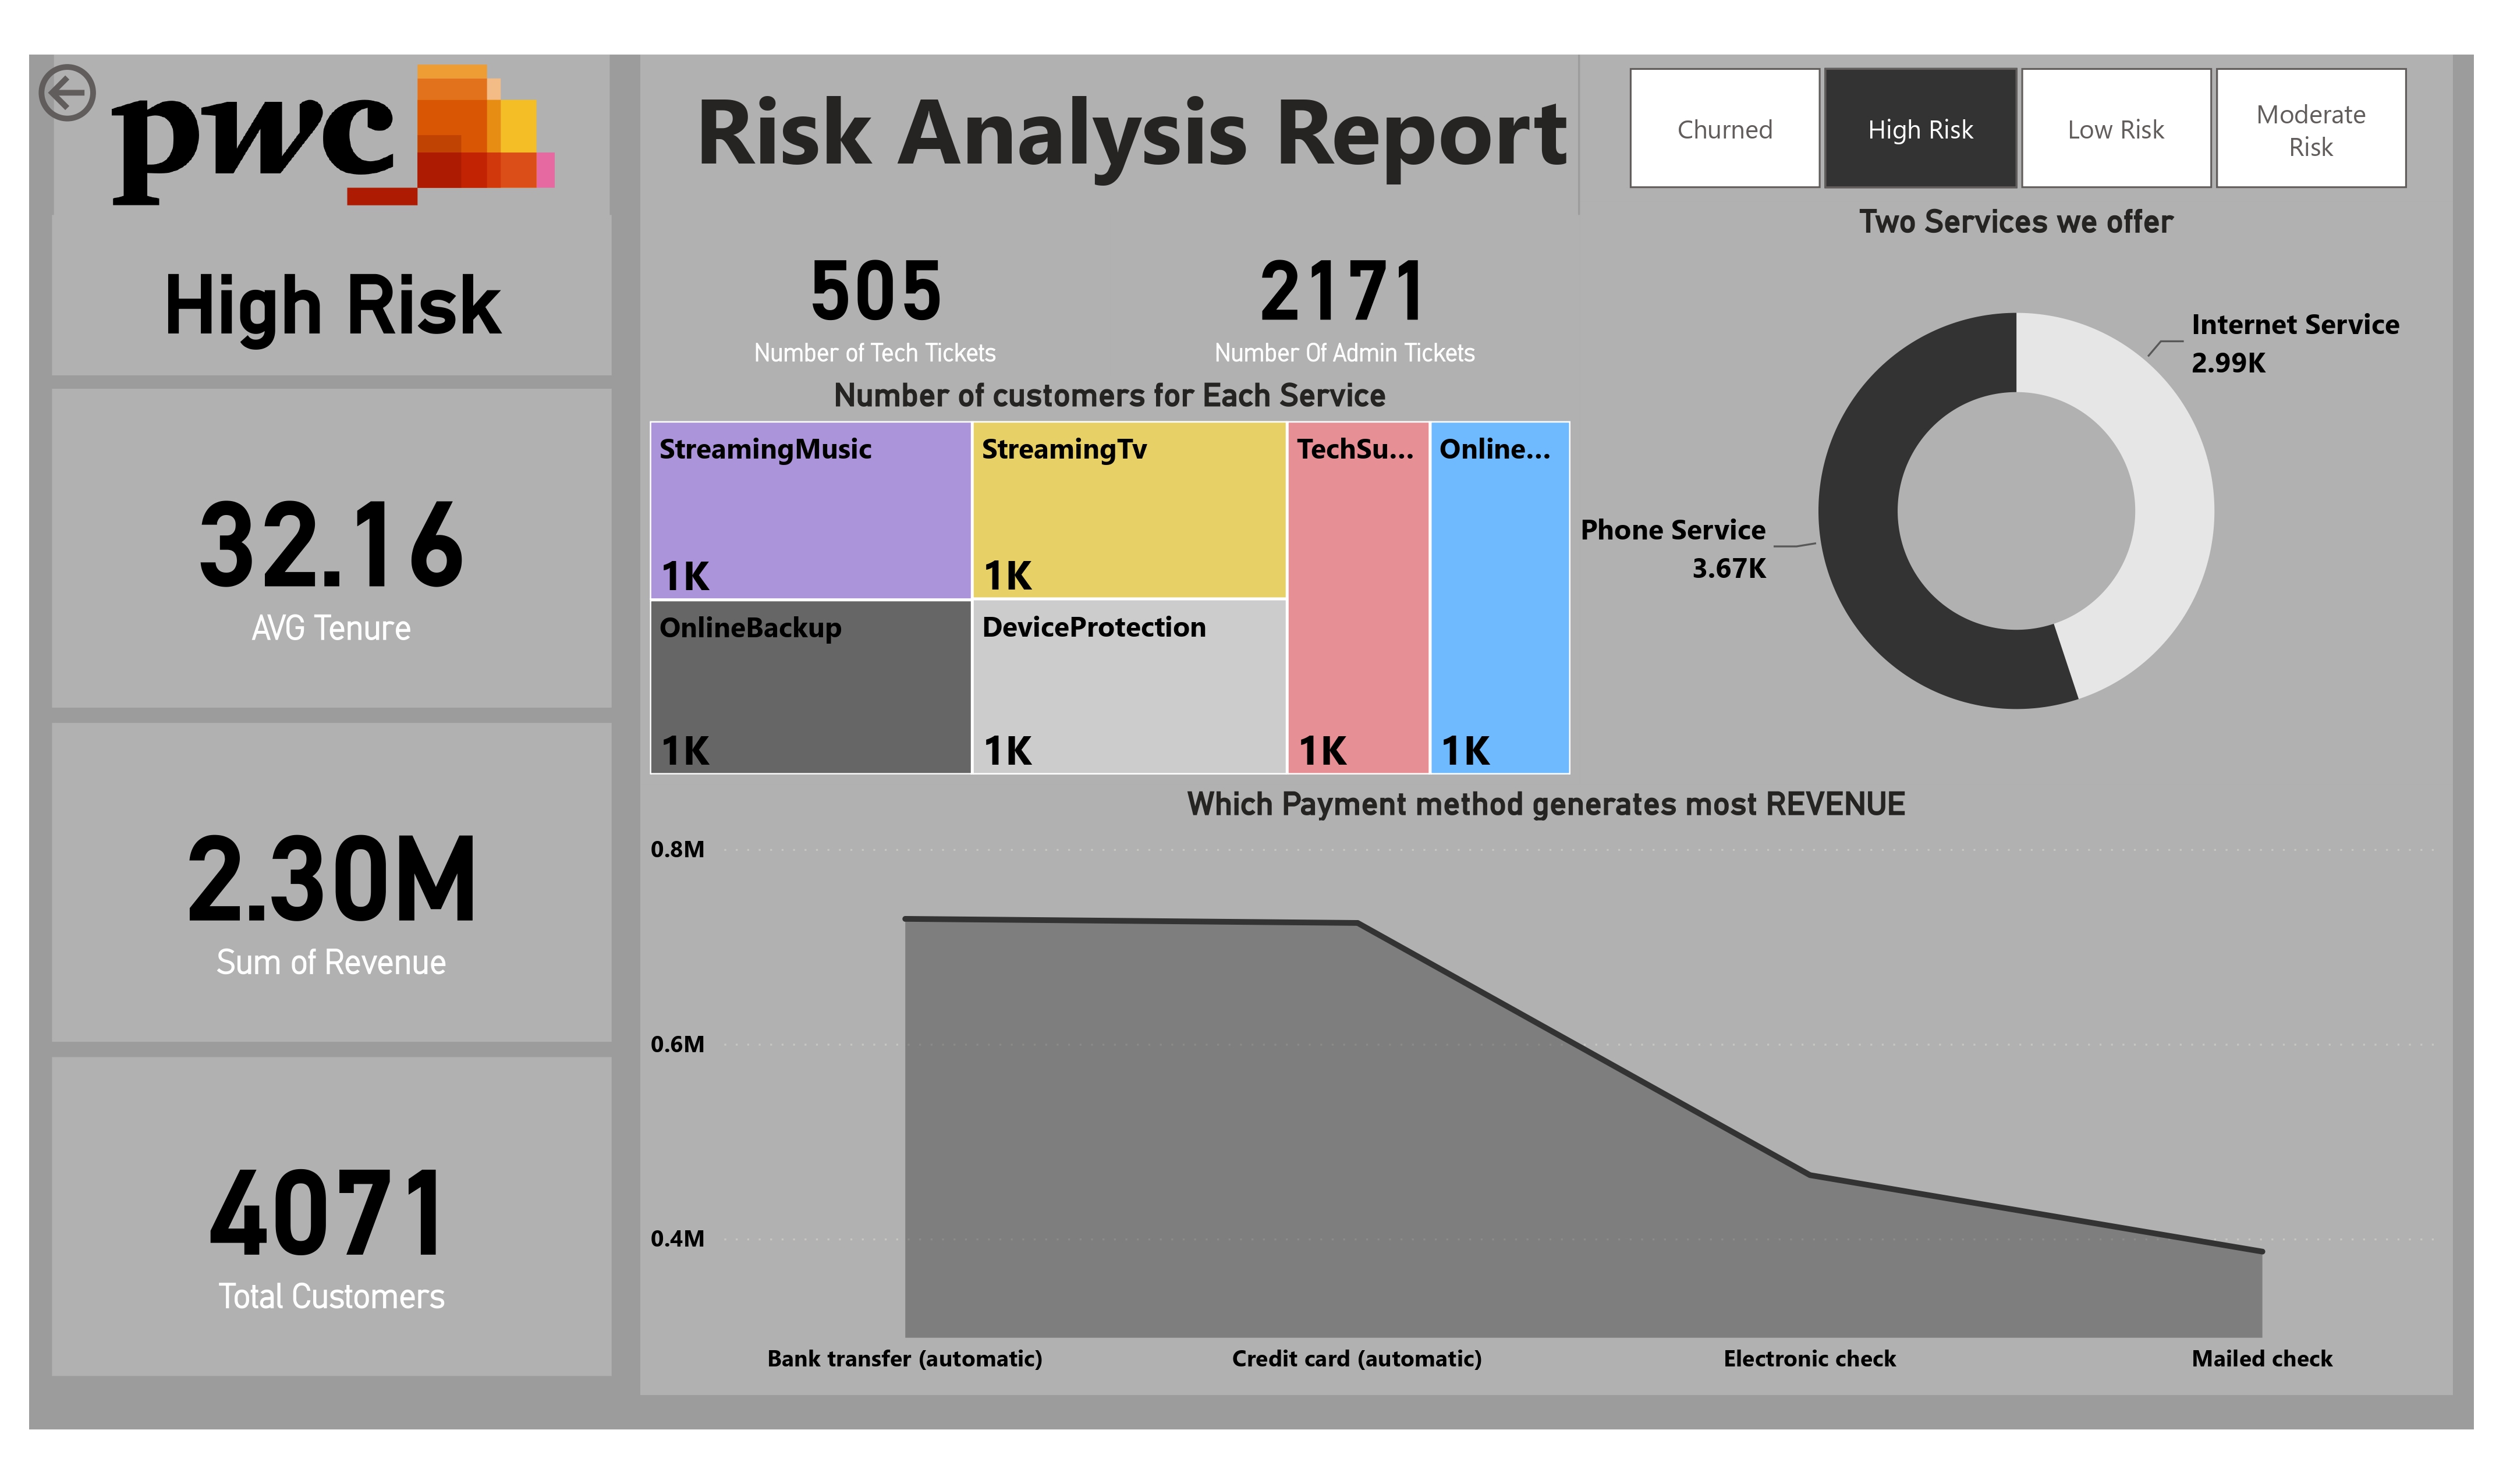 pwc
Risk Analysis Report
Churned
High Risk
Low Risk
Moderate
Risk
High Risk
32.16
AVG Tenure
2.30M
Sum of Revenue
4071
Total Customers
505
Number of Tech Tickets
2171
Number Of Admin Tickets
Number of customers for Each Service
StreamingMusic
1K
StreamingTv
1K
TechSu...
1K
Online...
1K
OnlineBackup
1K
DeviceProtection
1K
Two Services we offer
Internet Service
2.99K
Phone Service
3.67K
Which Payment method generates most REVENUE
0.8M
0.6M
0.4M
Bank transfer (automatic)
Credit card (automatic)
Electronic check
Mailed check